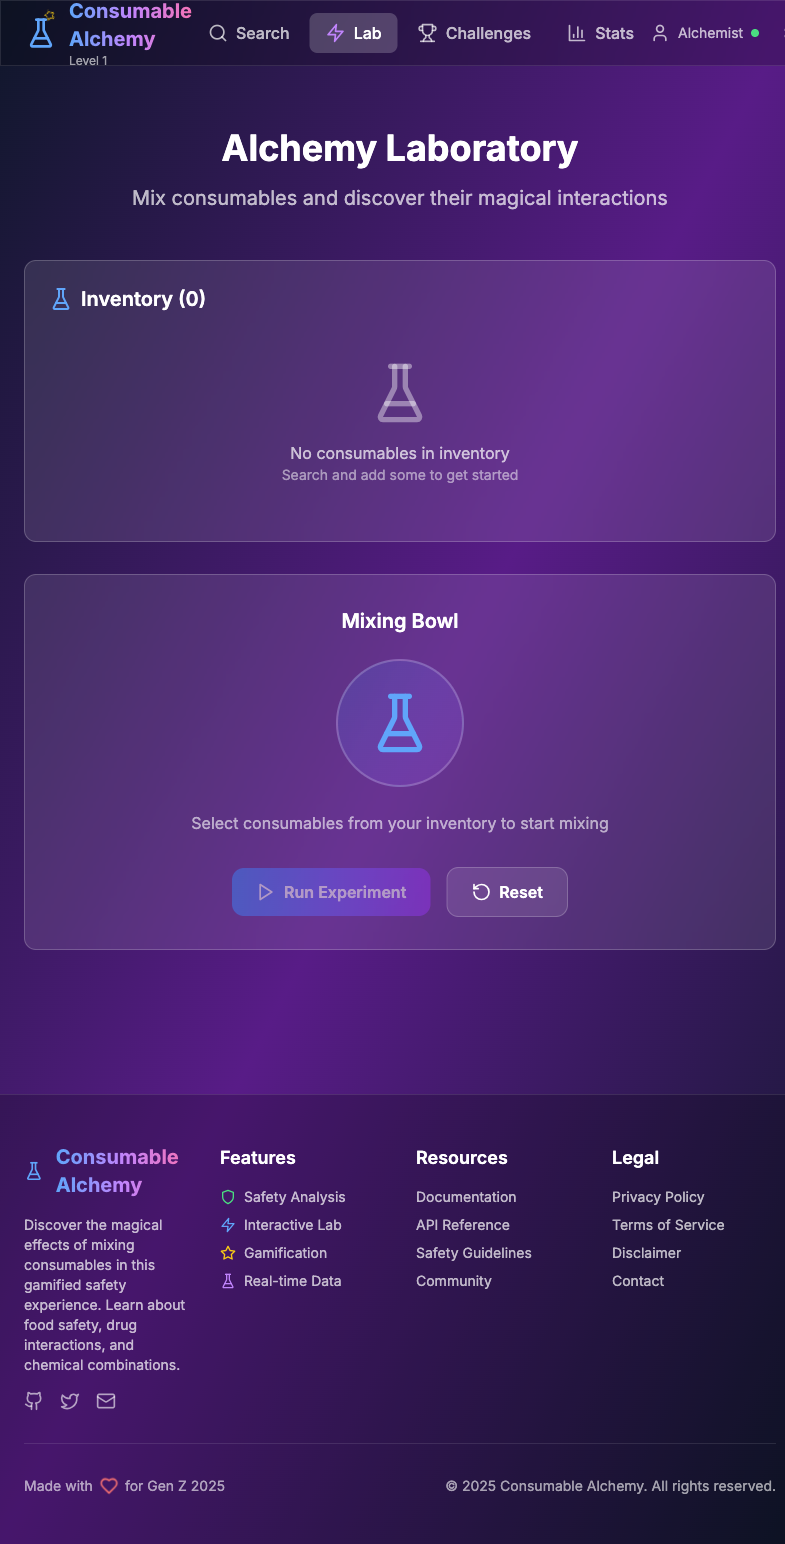 Consumable
Alchemy
Level 1
Search
Lab
Challenges
Stats
Alchemist
Alchemy Laboratory
Mix consumables and discover their magical interactions
Inventory (0)
No consumables in inventory
Search and add some to get started
Mixing Bowl
Select consumables from your inventory to start mixing
Run Experiment
Reset
Consumable
Alchemy
Discover the magical
effects of mixing
consumables in this
gamified safety
experience. Learn about
food safety, drug
interactions, and
chemical combinations.
Features
Safety Analysis
Interactive Lab
Gamification
Real-time Data
Resources
Documentation
API Reference
Safety Guidelines
Community
Legal
Privacy Policy
Terms of Service
Disclaimer
Contact
Made with for Gen Z 2025
© 2025 Consumable Alchemy. All rights reserved.